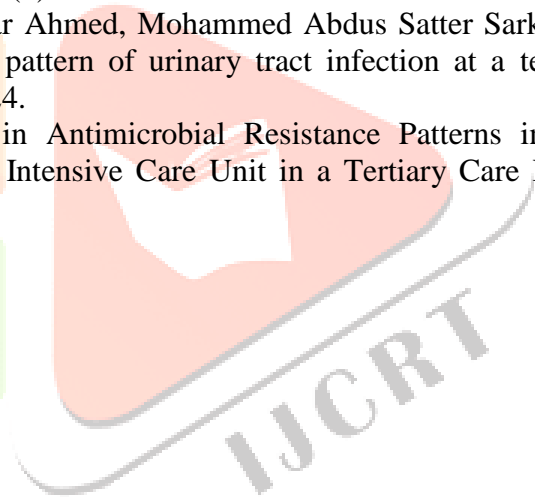 ar Ahmed, Mohammed Abdus Satter Sark
pattern of urinary tract infection at a te
4.
in Antimicrobial Resistance Patterns in
Intensive Care Unit in a Tertiary Care
IJCRT